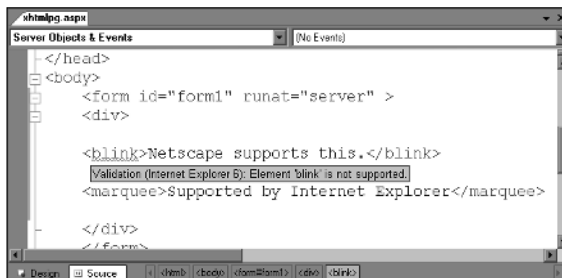 xhtmlpg.aspx
Server Objects & Events (No Events)
</head>
<body>
<form id="form1" runat="server" >
<div>
<blink>Netscape supports this.</blink>
Validation (Internet Explorer 6): Element 'blink' is not supported.
<marquee>Supported by Internet Explorer</marquee>
</div>
</form>
Design Source <html> <body> <form#form1> <div> <blink>